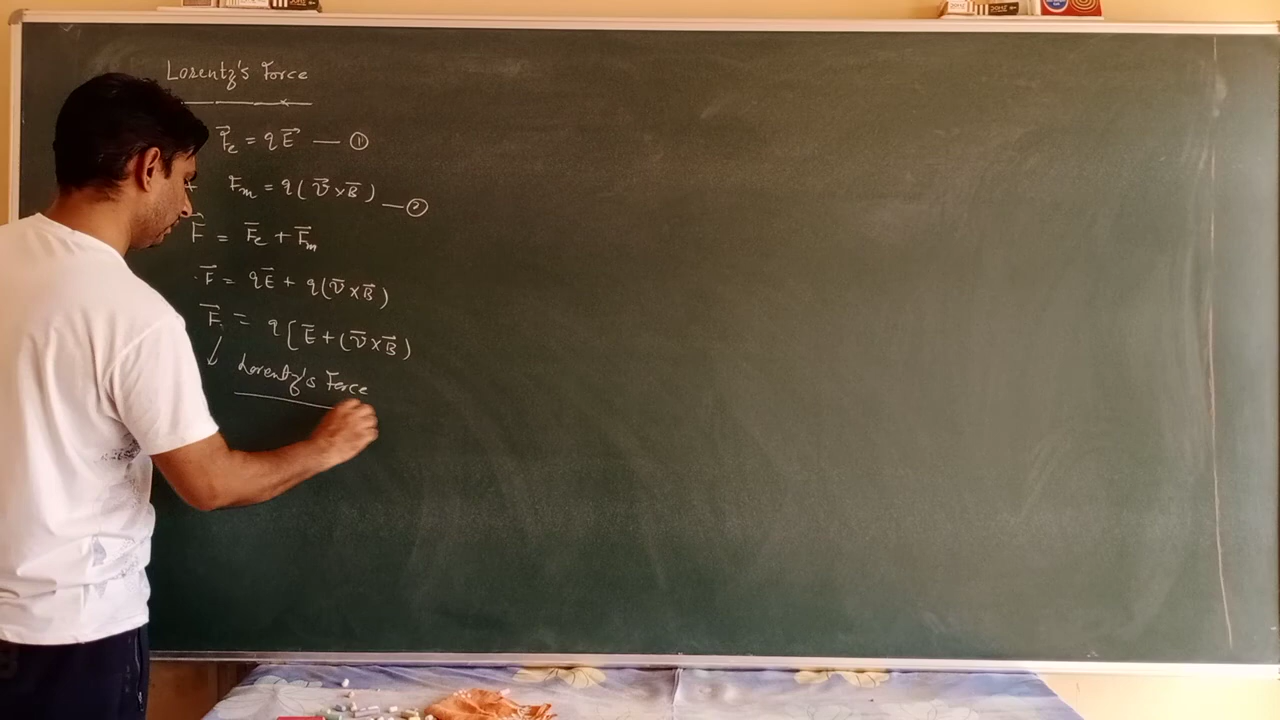 Lorentz's Force
F⃗e = qE⃗ — ①
+ Fm = q(V⃗×B⃗) — ②
F⃗ = F⃗e + F⃗m
F⃗ = qE⃗ + q(V⃗×B⃗)
F⃗ = q[E⃗+(V⃗×B⃗)
↓ Lorentz's Force